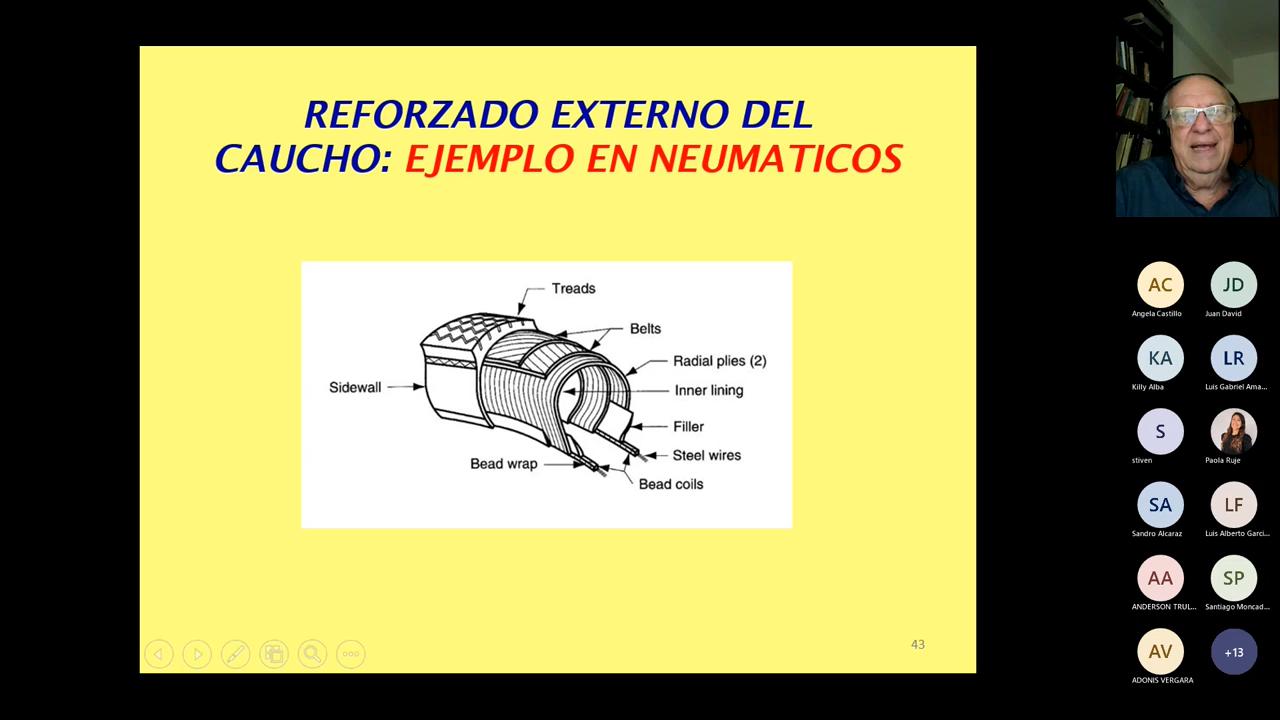 REFORZADO EXTERNO DEL
CAUCHO: EJEMPLO EN NEUMATICOS
Treads
Belts
Radial plies (2)
Sidewall
Inner lining
Filler
Steel wires
Bead wrap
Bead coils
43
AC
Angela Castillo
JD
Juan David
KA
Killy Alba
LR
Luis Gabriel Ama...
S
stiven
Paola Ruje
SA
Sandro Alcaraz
LF
Luis Alberto Garci...
AA
ANDERSON TRUL...
SP
Santiago Moncad...
AV
ADONIS VERGARA
+13